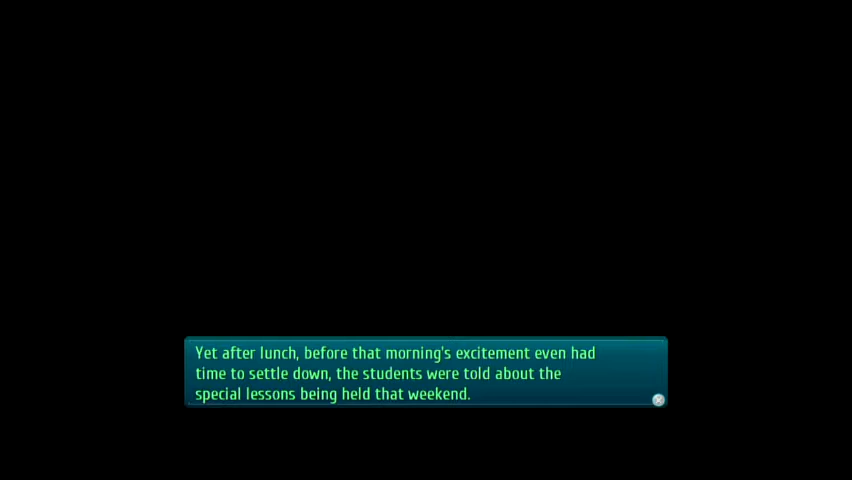 Yet after lunch, before that morning's excitement even had
time to settle down, the students were told about the
special lessons being held that weekend.